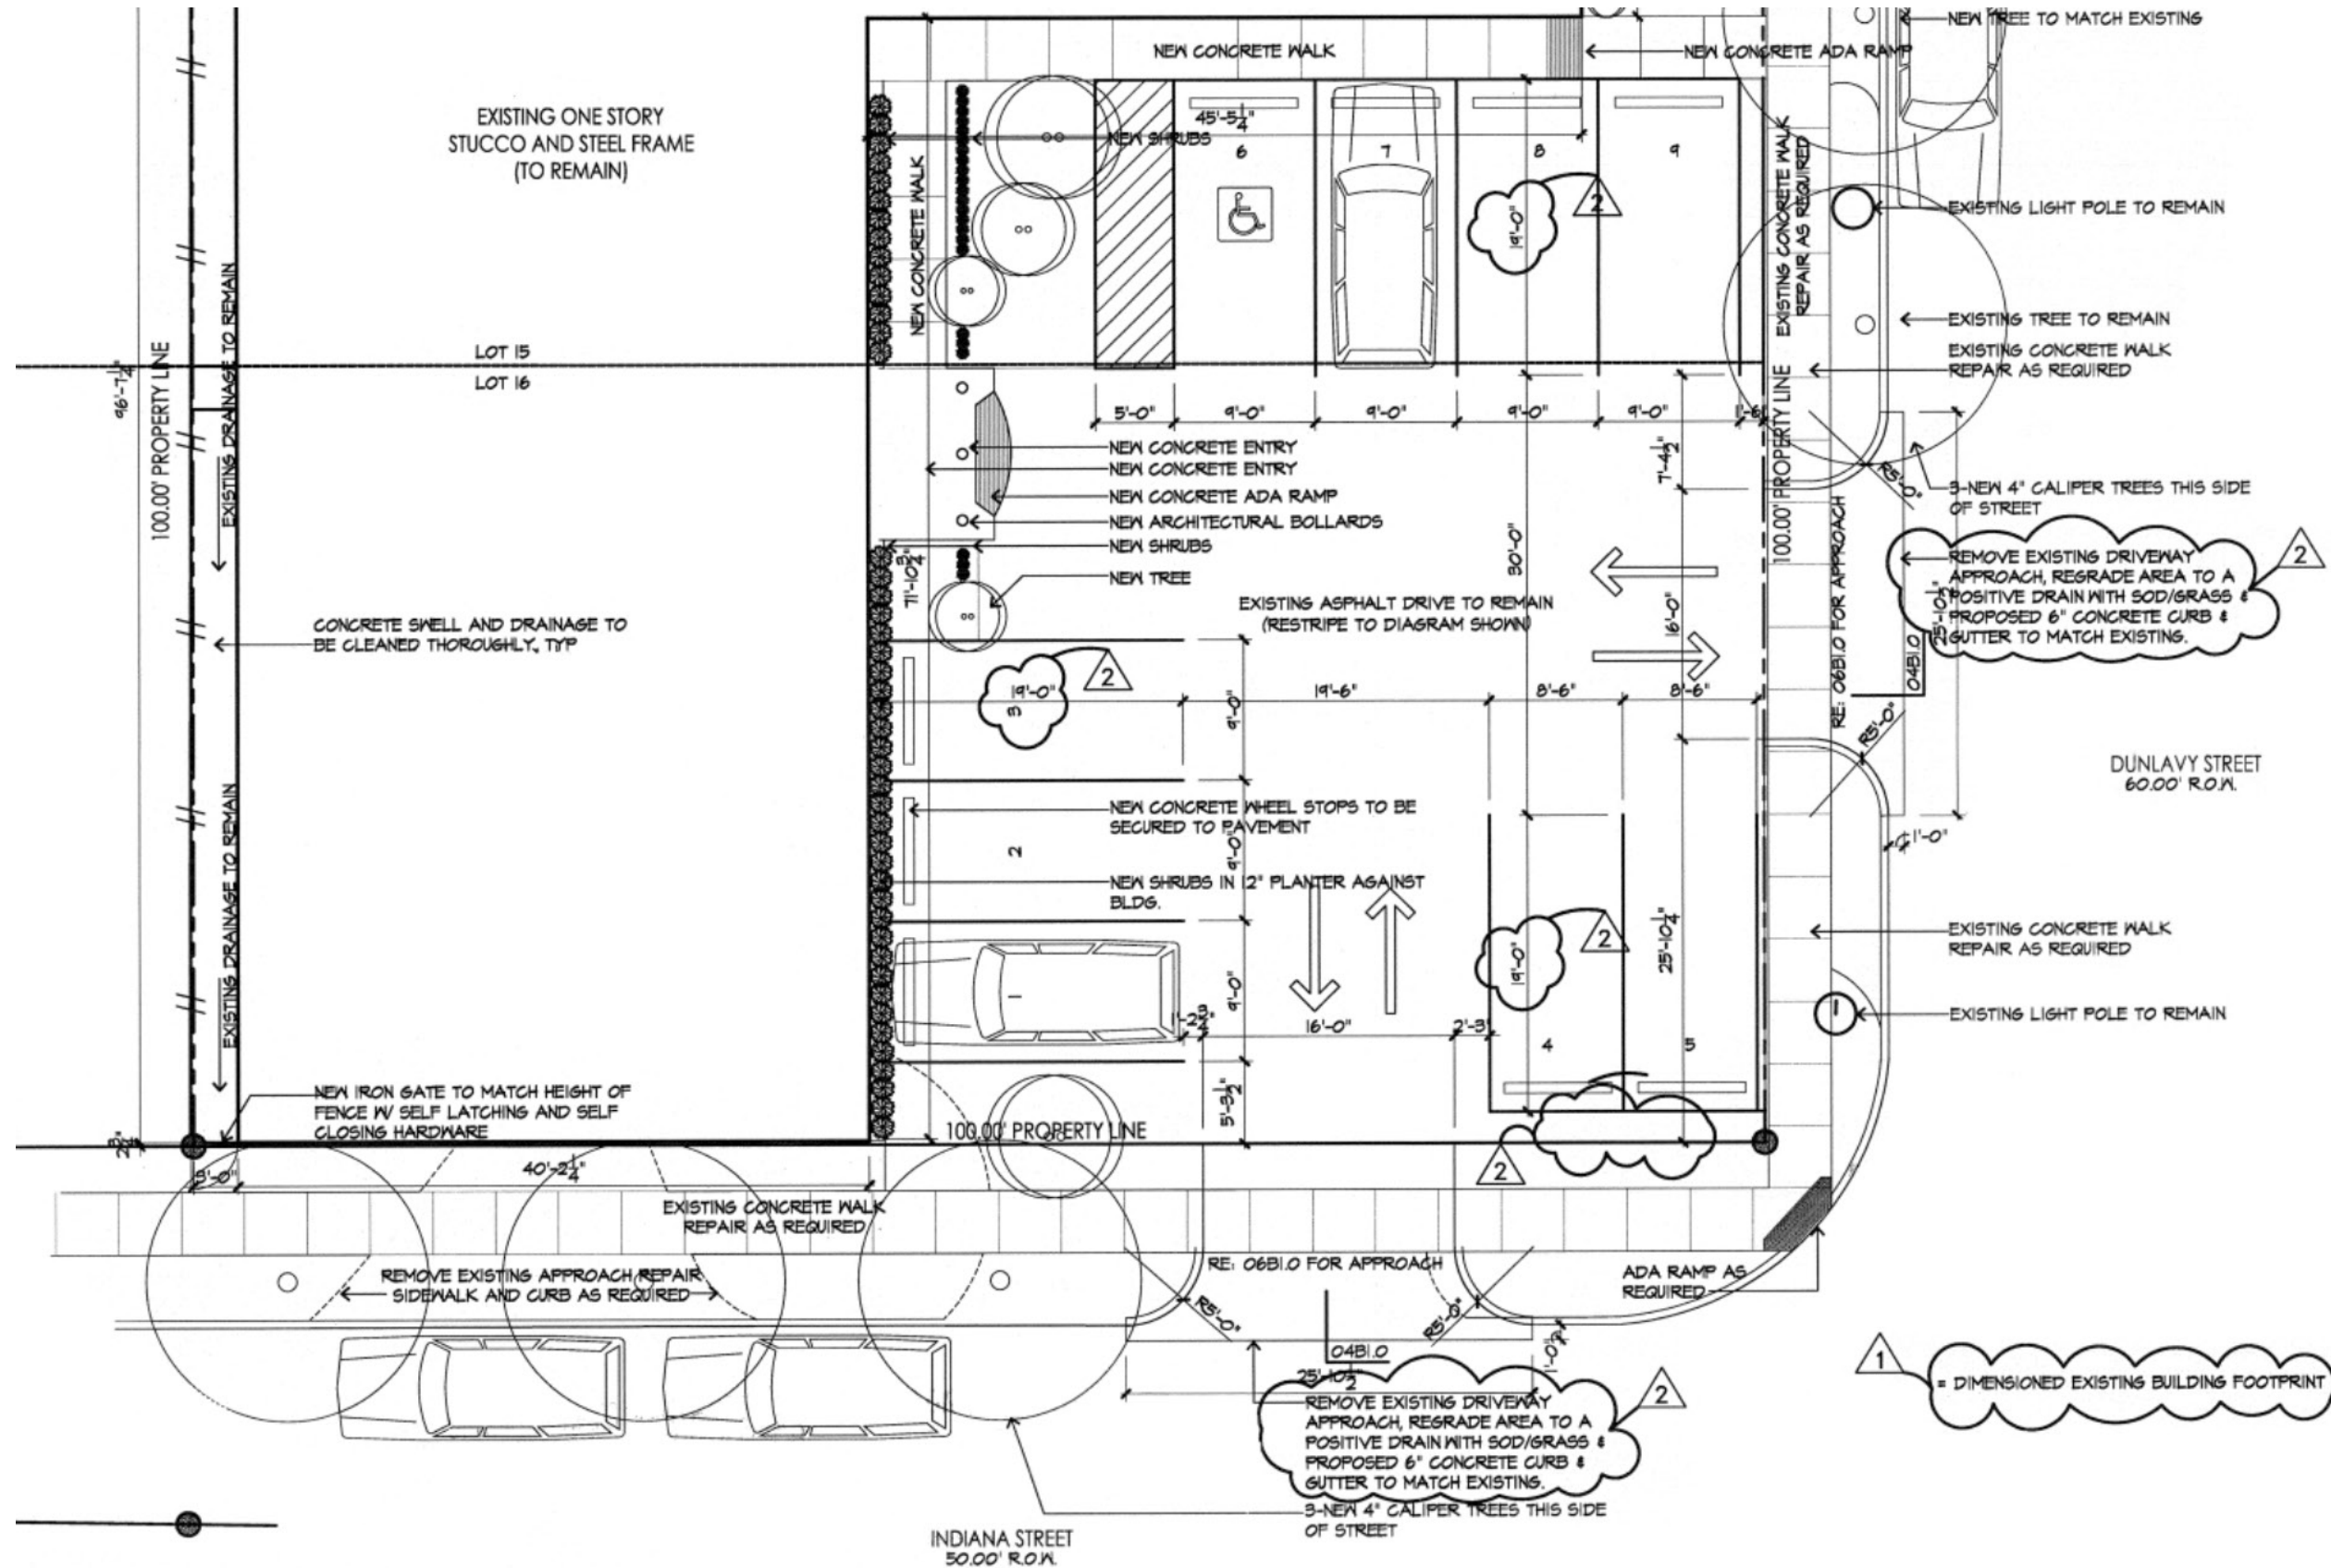 NEW CONCRETE WALK
NEW CONCRETE ADA RAMP
NEW TREE TO MATCH EXISTING
EXISTING ONE STORY
STUCCO AND STEEL FRAME
(TO REMAIN)
45'-5¼"
NEW SHRUBS
6
7
8
9
19'-0"
2
NEW CONCRETE WALK
EXISTING CONCRETE WALK
REPAIR AS REQUIRED
EXISTING LIGHT POLE TO REMAIN
EXISTING TREE TO REMAIN
EXISTING CONCRETE WALK
REPAIR AS REQUIRED
EXISTING DRAINAGE TO REMAIN
LOT 15
LOT 16
96'-7¼"
100.00' PROPERTY LINE
5'-0"
9'-0"
9'-0"
9'-0"
9'-0"
1'-6"
100.00' PROPERTY LINE
7'-4½"
NEW CONCRETE ENTRY
NEW CONCRETE ENTRY
NEW CONCRETE ADA RAMP
NEW ARCHITECTURAL BOLLARDS
NEW SHRUBS
NEW TREE
71'-10¾"
30'-0"
16'-0"
R5'-0"
3-NEW 4" CALIPER TREES THIS SIDE
OF STREET
REMOVE EXISTING DRIVEWAY
APPROACH, REGRADE AREA TO A
POSITIVE DRAIN WITH SOD/GRASS &
PROPOSED 6" CONCRETE CURB &
GUTTER TO MATCH EXISTING.
2
25'-10½"
RE: 06B1.0 FOR APPROACH
04B1.0
EXISTING ASPHALT DRIVE TO REMAIN
(RESTRIPE TO DIAGRAM SHOWN)
CONCRETE SWELL AND DRAINAGE TO
BE CLEANED THOROUGHLY, TYP
19'-0"
3
2
19'-6"
8'-6"
8'-6"
9'-0"
R5'-0"
DUNLAVY STREET
60.00' R.O.W.
NEW CONCRETE WHEEL STOPS TO BE
SECURED TO PAVEMENT
2
9'-0"
1'-0"
NEW SHRUBS IN 12" PLANTER AGAINST
BLDG.
EXISTING DRAINAGE TO REMAIN
19'-0"
2
25'-10¼"
EXISTING CONCRETE WALK
REPAIR AS REQUIRED
1
9'-0"
16'-0"
2'-3"
4
5
EXISTING LIGHT POLE TO REMAIN
NEW IRON GATE TO MATCH HEIGHT OF
FENCE W/ SELF LATCHING AND SELF
CLOSING HARDWARE
5'-3½"
100.00' PROPERTY LINE
2
40'-2¼"
EXISTING CONCRETE WALK
REPAIR AS REQUIRED
REMOVE EXISTING APPROACH REPAIR
SIDEWALK AND CURB AS REQUIRED
RE: 06B1.0 FOR APPROACH
ADA RAMP AS
REQUIRED
R5'-0"
R5'-0"
04B1.0
1'-0"
25'-10½"
REMOVE EXISTING DRIVEWAY
APPROACH, REGRADE AREA TO A
POSITIVE DRAIN WITH SOD/GRASS &
PROPOSED 6" CONCRETE CURB &
GUTTER TO MATCH EXISTING.
2
1
= DIMENSIONED EXISTING BUILDING FOOTPRINT
3-NEW 4" CALIPER TREES THIS SIDE
OF STREET
INDIANA STREET
50.00' R.O.W.